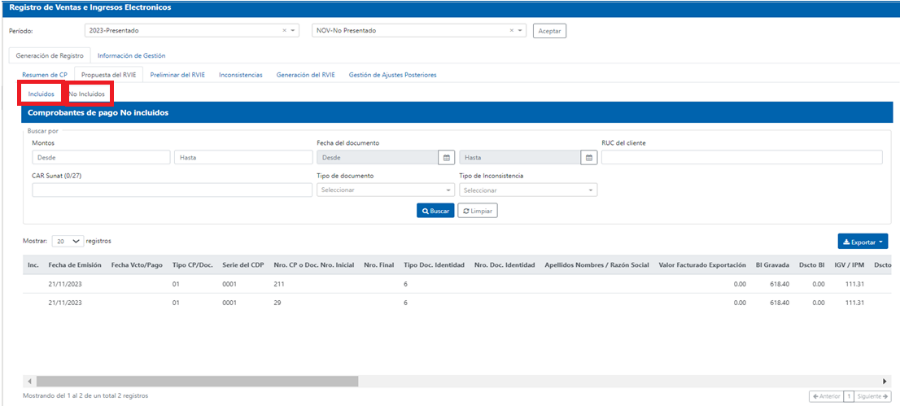 Registro de Ventas e Ingresos Electronicos
Periodo: 2023-Presentado × NOV-No Presentado × Aceptar
Generación de Registro Información de Gestión
Resumen de CP Propuesta del RVIE Preliminar del RVIE Inconsistencias Generación del RVIE Gestión de Ajustes Posteriores
Incluidos No Incluidos
Comprobantes de pago No incluidos
Buscar por
Montos Fecha del documento RUC del cliente
Desde Hasta Desde Hasta
CAR Sunat (0/27) Tipo de documento Tipo de Inconsistencia
Seleccionar Seleccionar
Buscar Limpiar
Mostrar: 20 registros Exportar
Inc. Fecha de Emisión Fecha Vcto/Pago Tipo CP/Doc. Serie del CDP Nro. CP o Doc. Nro. Inicial Nro. Final Tipo Doc. Identidad Nro. Doc. Identidad Apellidos Nombres / Razón Social Valor Facturado Exportación BI Gravada Dscto BI IGV / IPM Dscto
21/11/2023 01 0001 211 6 0.00 618.40 0.00 111.31
21/11/2023 01 0001 29 6 0.00 618.40 0.00 111.31
Mostrando del 1 al 2 de un total 2 registros
Anterior 1 Siguiente